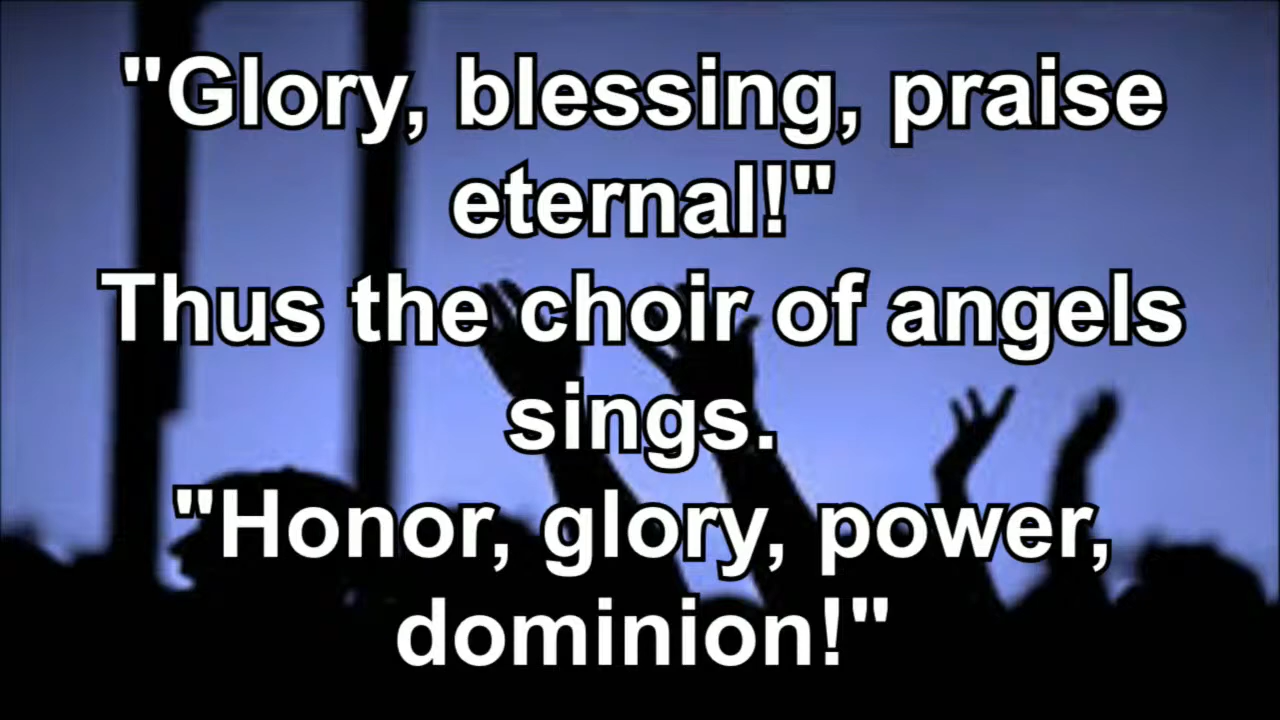 "Glory, blessing, praise
eternal!"
Thus the choir of angels
sings.
"Honor, glory, power,
dominion!"